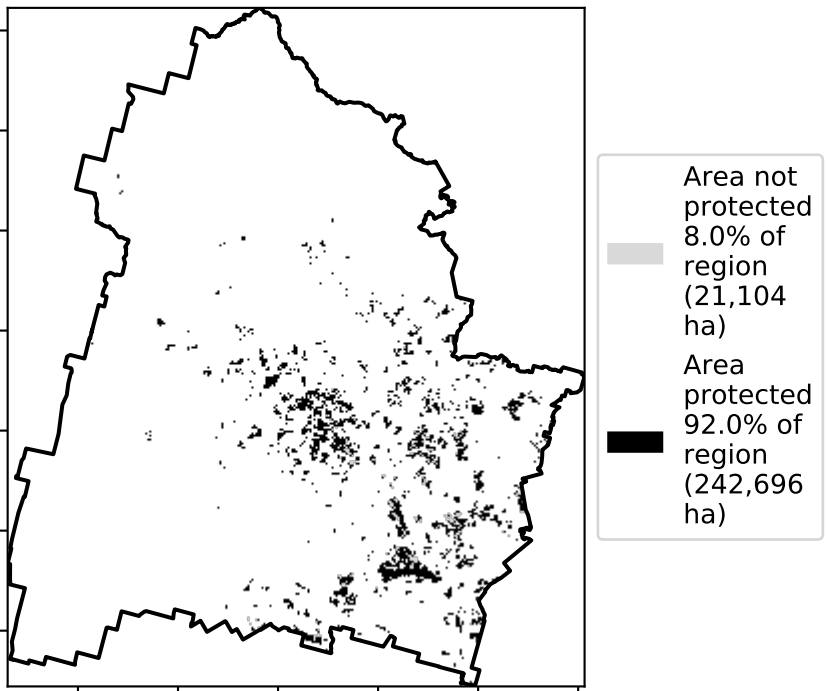 Area not
protected
8.0% of
region
(21,104
ha)
Area
protected
92.0% of
region
(242,696
ha)